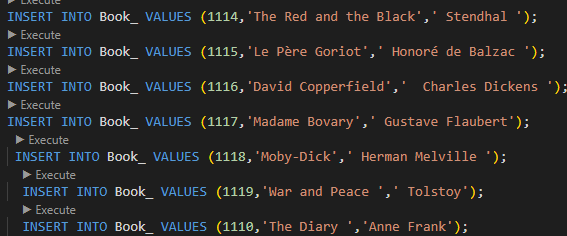 INSERT INTO Book_ VALUES (1114,'The Red and the Black',' Stendhal ');
▶ Execute
INSERT INTO Book_ VALUES (1115,'Le Père Goriot',' Honoré de Balzac ');
▶ Execute
INSERT INTO Book_ VALUES (1116,'David Copperfield','  Charles Dickens ');
▶ Execute
INSERT INTO Book_ VALUES (1117,'Madame Bovary',' Gustave Flaubert');
▶ Execute
INSERT INTO Book_ VALUES (1118,'Moby-Dick',' Herman Melville ');
▶ Execute
INSERT INTO Book_ VALUES (1119,'War and Peace ',' Tolstoy');
▶ Execute
INSERT INTO Book_ VALUES (1110,'The Diary ','Anne Frank');